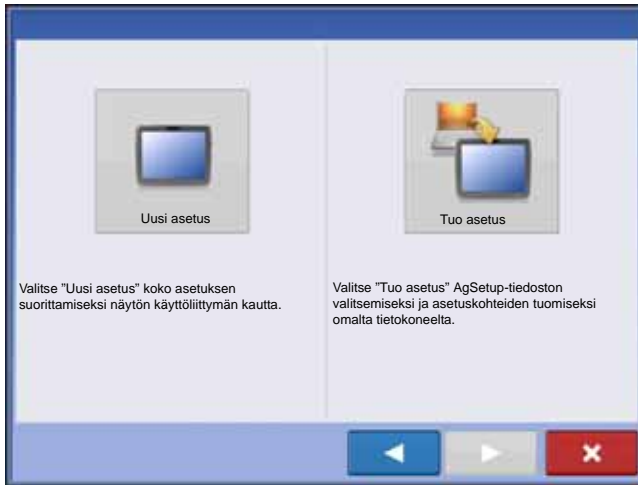 Uusi asetus
Tuo asetus
Valitse "Uusi asetus" koko asetuksen
suorittamiseksi näytön käyttöliittymän kautta.
Valitse "Tuo asetus" AgSetup-tiedoston
valitsemiseksi ja asetuskohteiden tuomiseksi
omalta tietokoneelta.